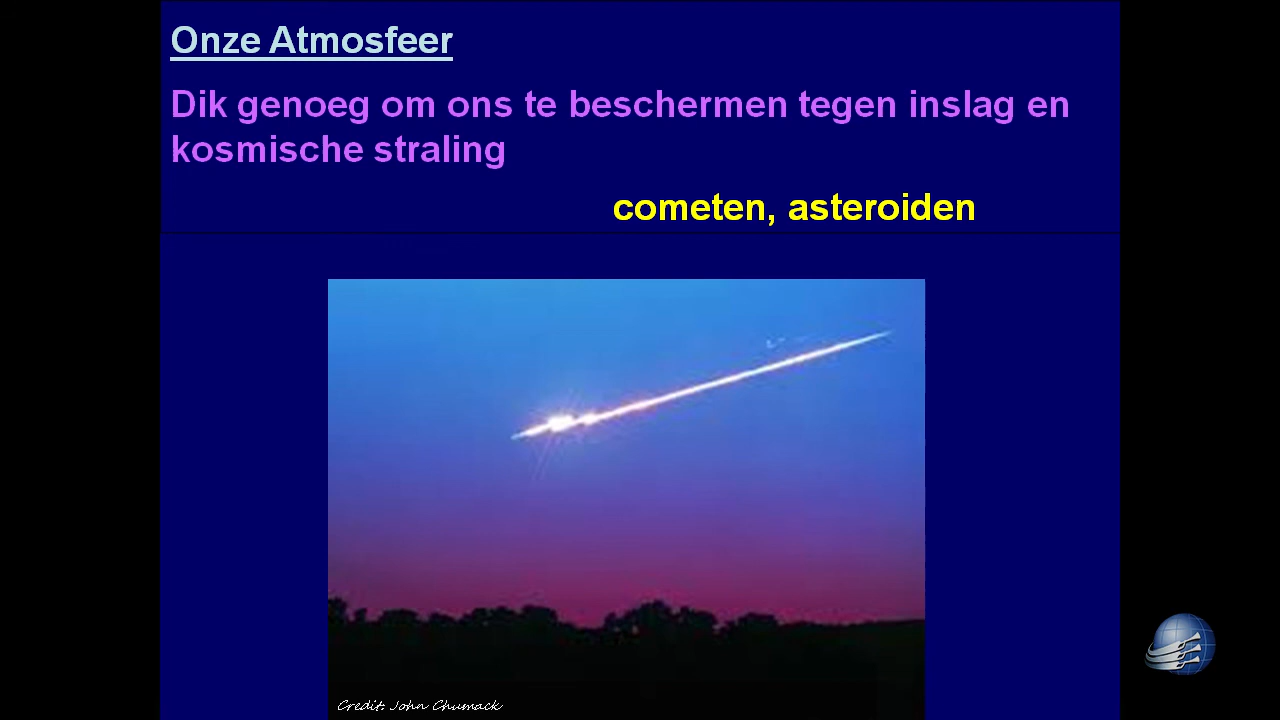 Onze Atmosfeer
Dik genoeg om ons te beschermen tegen inslag en
kosmische straling
cometen, asteroiden
Credit: John Chumack